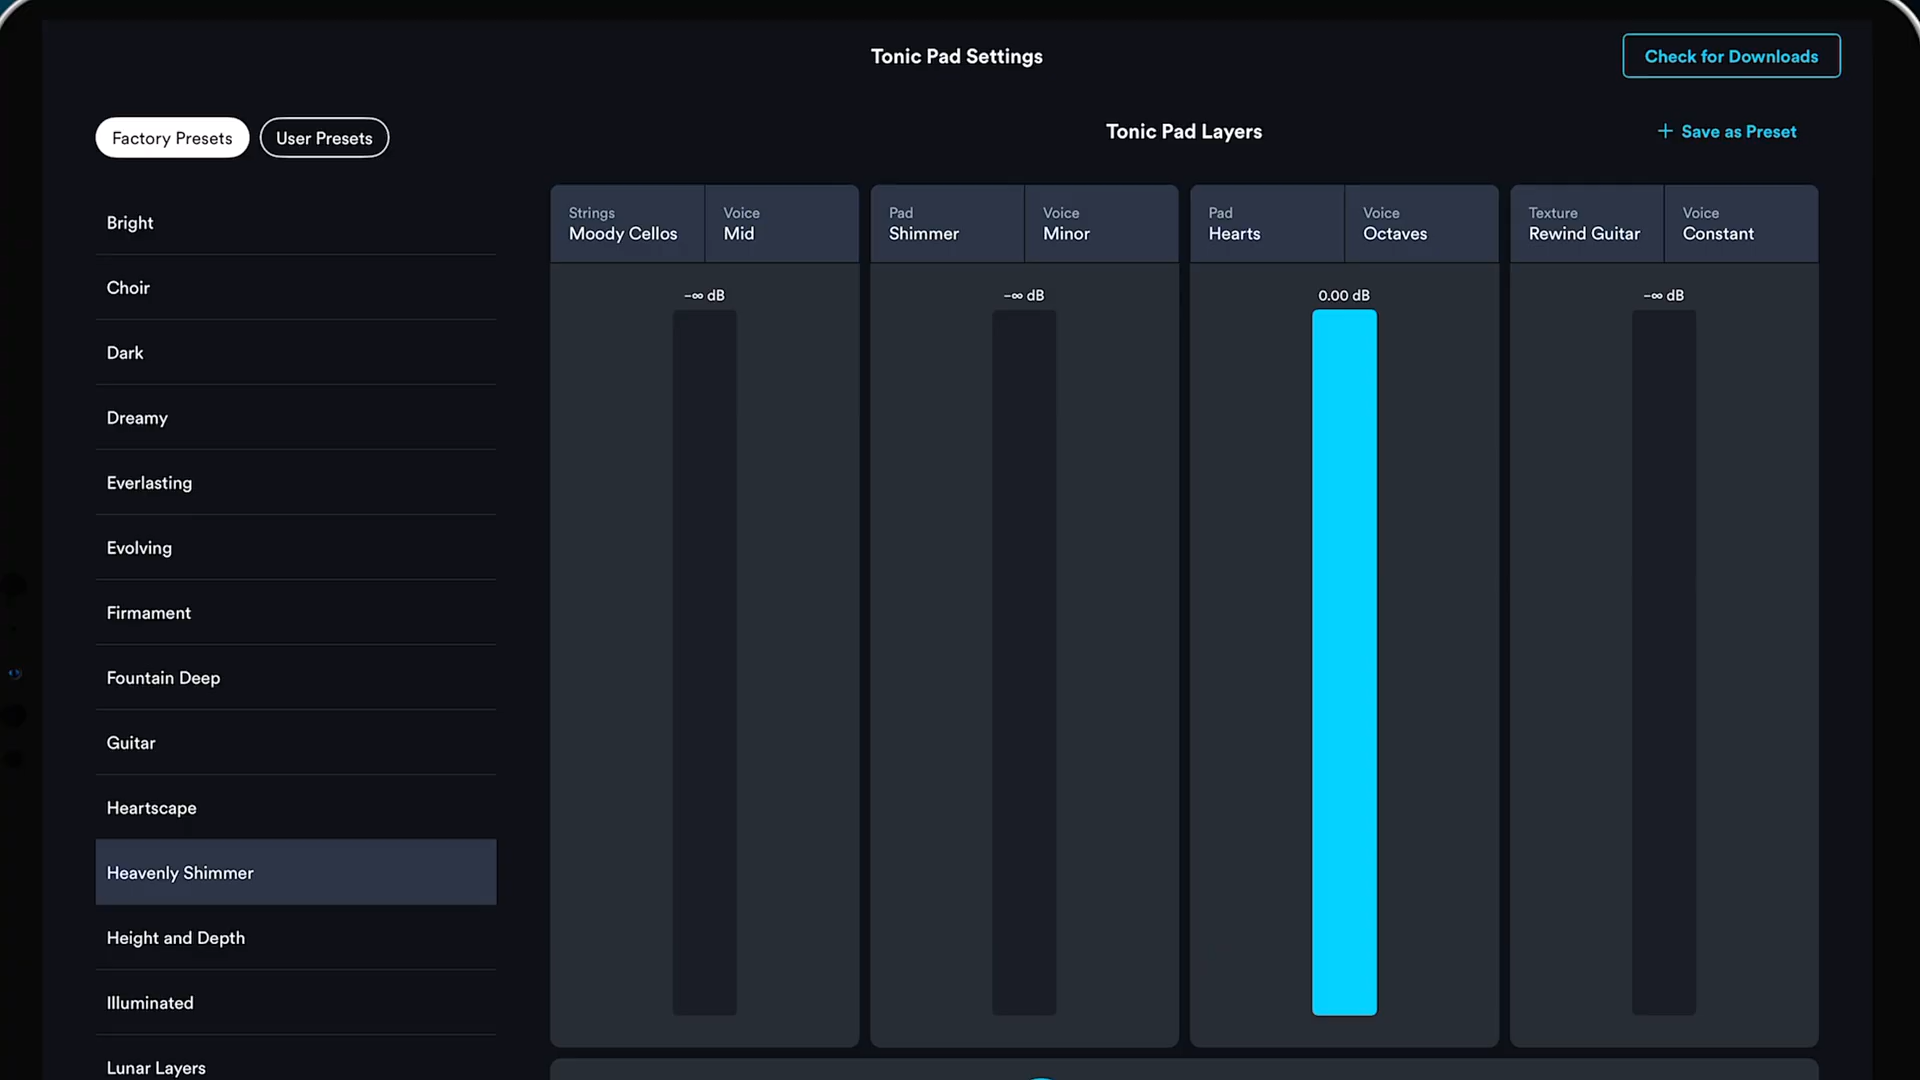 Tonic Pad Settings
Check for Downloads
Factory Presets
User Presets
Tonic Pad Layers
+ Save as Preset
Bright
Choir
Dark
Dreamy
Everlasting
Evolving
Firmament
Fountain Deep
Guitar
Heartscape
Heavenly Shimmer
Height and Depth
Illuminated
Lunar Layers
Strings
Moody Cellos
Voice
Mid
-∞ dB
Pad
Shimmer
Voice
Minor
-∞ dB
Pad
Hearts
Voice
Octaves
0.00 dB
Texture
Rewind Guitar
Voice
Constant
-∞ dB